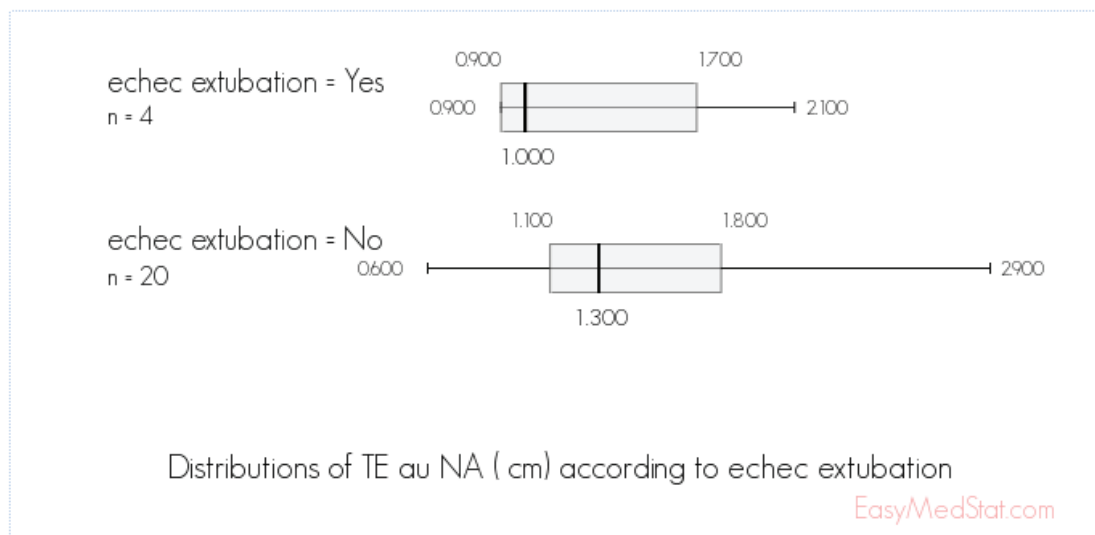 0.900 1.700
echec extubation = Yes
0.900 2.100
n = 4
1.000
1.100 1.800
echec extubation = No
0.600 2.900
n = 20
1.300
Distributions of TE au NA ( cm) according to echec extubation
EasyMedStat.com